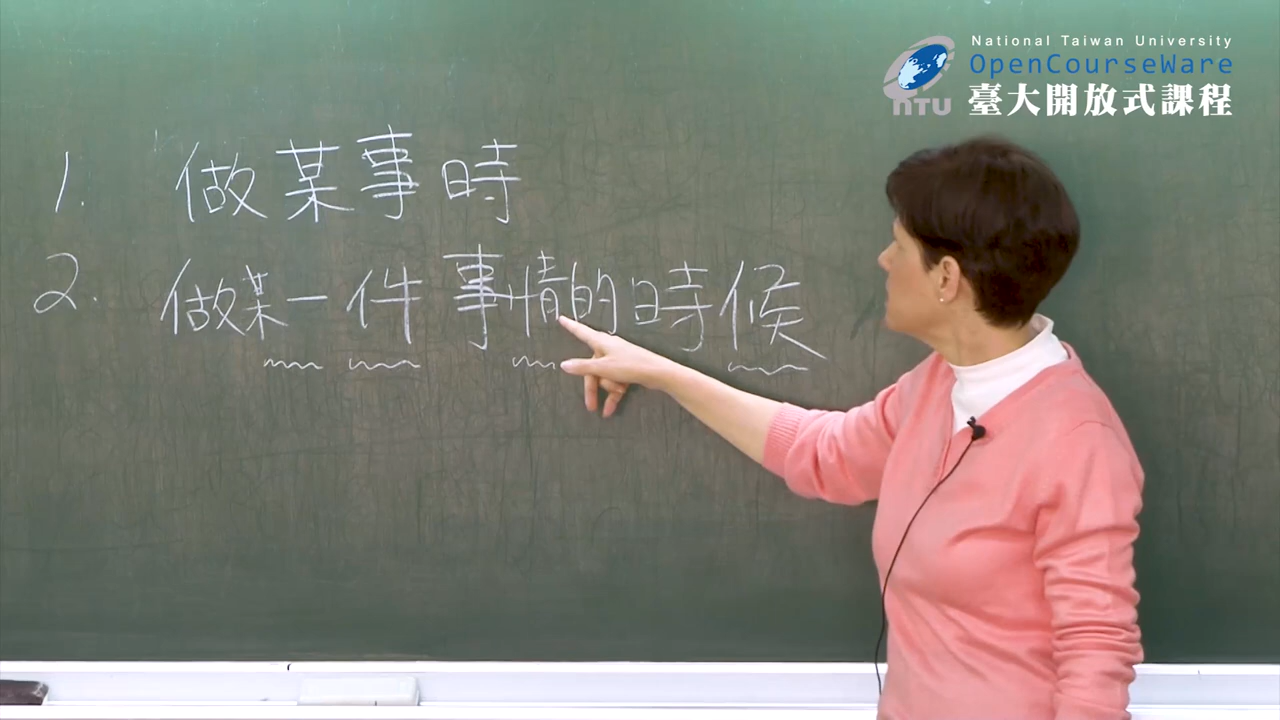 National Taiwan University
OpenCourseWare
NTU
臺大開放式課程
1. 做某事時
2. 做某一件事情的時候